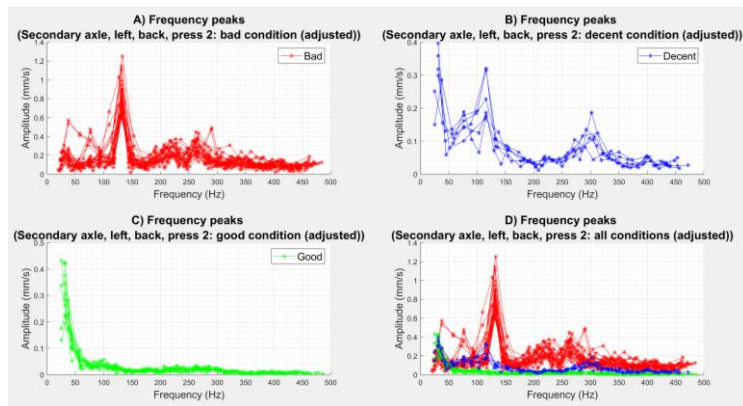 A) Frequency peaks
(Secondary axle, left, back, press 2: bad condition (adjusted))
1.4
1.2
1
0.8
0.6
0.4
0.2
0
Amplitude (mm/s)
Bad
0 50 100 150 200 250 300 350 400 450 500
Frequency (Hz)
B) Frequency peaks
(Secondary axle, left, back, press 2: decent condition (adjusted))
0.4
0.3
0.2
0.1
0
Amplitude (mm/s)
Decent
0 50 100 150 200 250 300 350 400 450 500
Frequency (Hz)
C) Frequency peaks
(Secondary axle, left, back, press 2: good condition (adjusted))
0.5
0.4
0.3
0.2
0.1
0
Amplitude (mm/s)
Good
0 50 100 150 200 250 300 350 400 450 500
Frequency (Hz)
D) Frequency peaks
(Secondary axle, left, back, press 2: all conditions (adjusted))
1.4
1.2
1
0.8
0.6
0.4
0.2
0
Amplitude (mm/s)
0 50 100 150 200 250 300 350 400 450 500
Frequency (Hz)